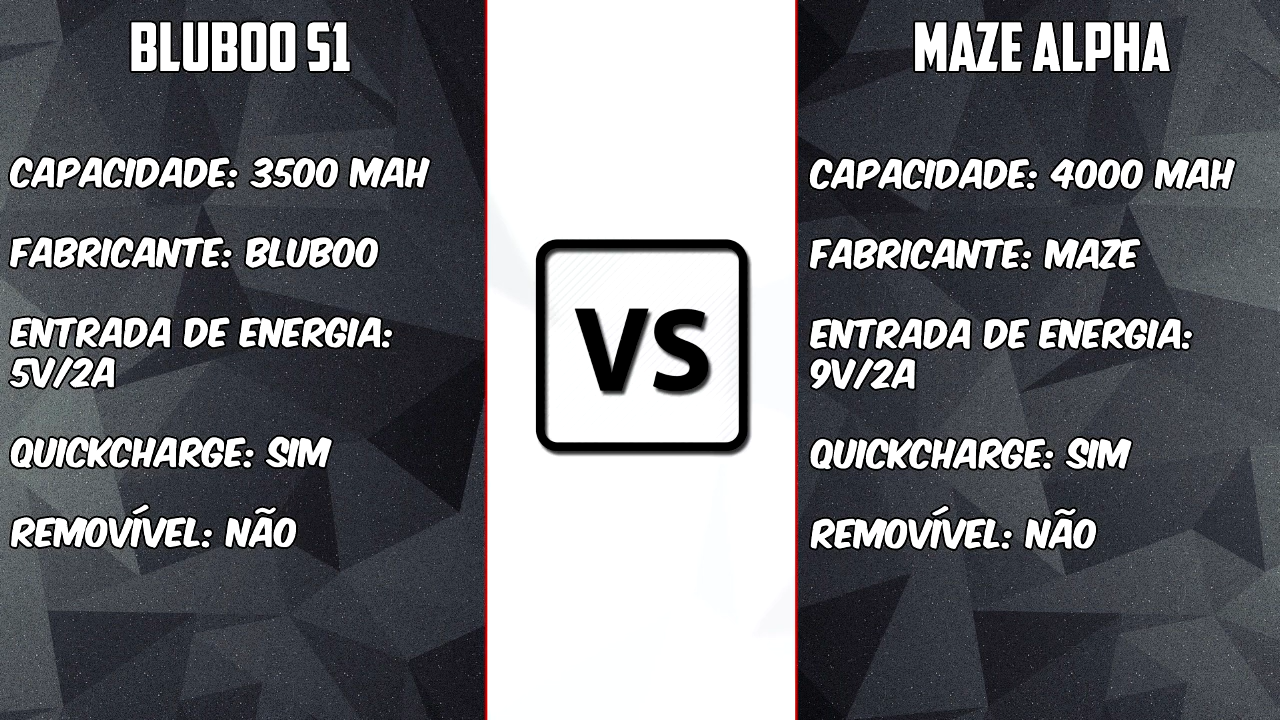 BLUBOO S1
CAPACIDADE: 3500 MAH
FABRICANTE: BLUBOO
ENTRADA DE ENERGIA:
5V/2A
QUICKCHARGE: SIM
REMOVÍVEL: NÃO
VS
MAZE ALPHA
CAPACIDADE: 4000 MAH
FABRICANTE: MAZE
ENTRADA DE ENERGIA:
9V/2A
QUICKCHARGE: SIM
REMOVÍVEL: NÃO